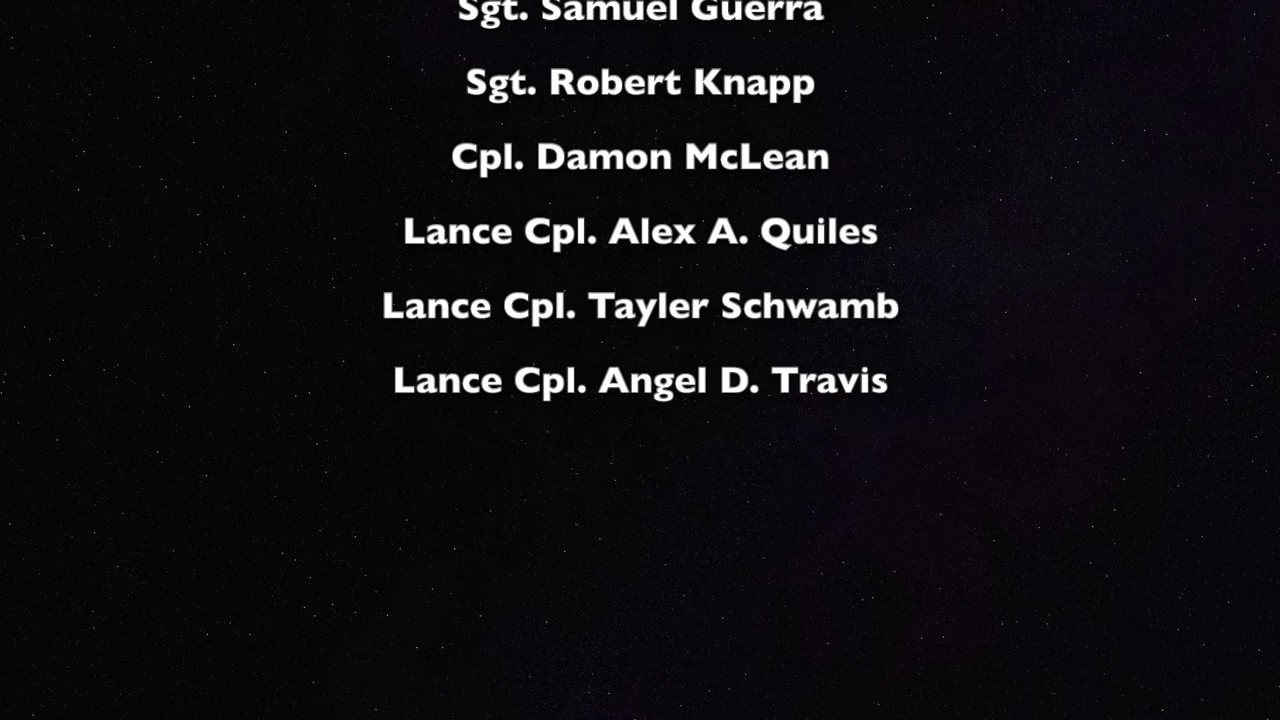 Sgt. Samuel Guerra
Sgt. Robert Knapp
Cpl. Damon McLean
Lance Cpl. Alex A. Quiles
Lance Cpl. Tayler Schwamb
Lance Cpl. Angel D. Travis